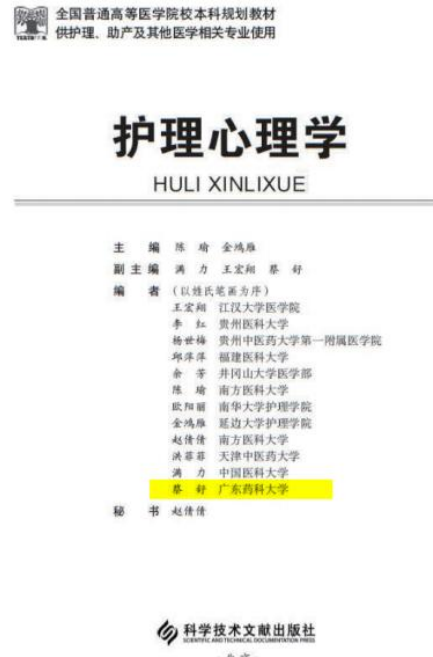 全国普通高等医学院校本科规划教材
供护理、助产及其他医学相关专业使用
护理心理学
HULI XINLIXUE
主 编 陈 瑜 金鸿雁
副主编 满 力 王宏翔 蔡 舒
编 者 （以姓氏笔画为序）
王宏翔 江汉大学医学院
李 红 贵州医科大学
杨世梅 贵州中医药大学第一附属医院
邱萍萍 福建医科大学
余 芳 井冈山大学医学部
陈 瑜 南方医科大学
欧阳丽 南华大学护理学院
金鸿雁 延边大学护理学院
赵倩倩 南方医科大学
洪菲菲 天津中医药大学
满 力 中国医科大学
蔡 舒 广东药科大学
秘 书 赵倩倩
科学技术文献出版社
SCIENTIFIC AND TECHNICAL DOCUMENTATION PRESS